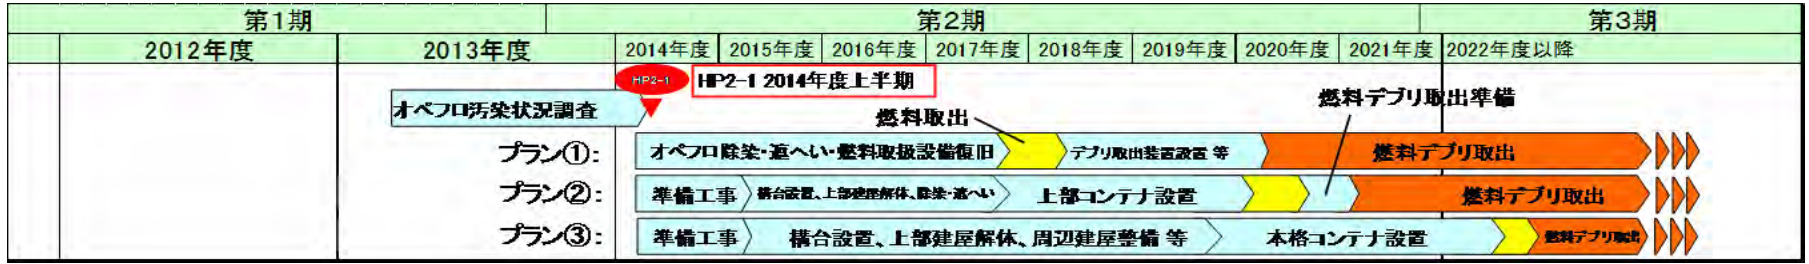 第1期 第2期 第3期
2012年度 2013年度 2014年度 2015年度 2016年度 2017年度 2018年度 2019年度 2020年度 2021年度 2022年度以降
HP2-1 HP2-1 2014年度上半期
オペフロ汚染状況調査 燃料取出 燃料デブリ取出準備
プラン①: オペフロ除染・遮へい・燃料取扱設備復旧 デブリ取出装置設置 等 燃料デブリ取出
プラン②: 準備工事 構台設置、上部建屋解体、除染・遮へい 上部コンテナ設置 燃料デブリ取出
プラン③: 準備工事 構台設置、上部建屋解体、周辺建屋整備 等 本格コンテナ設置 燃料デブリ取出